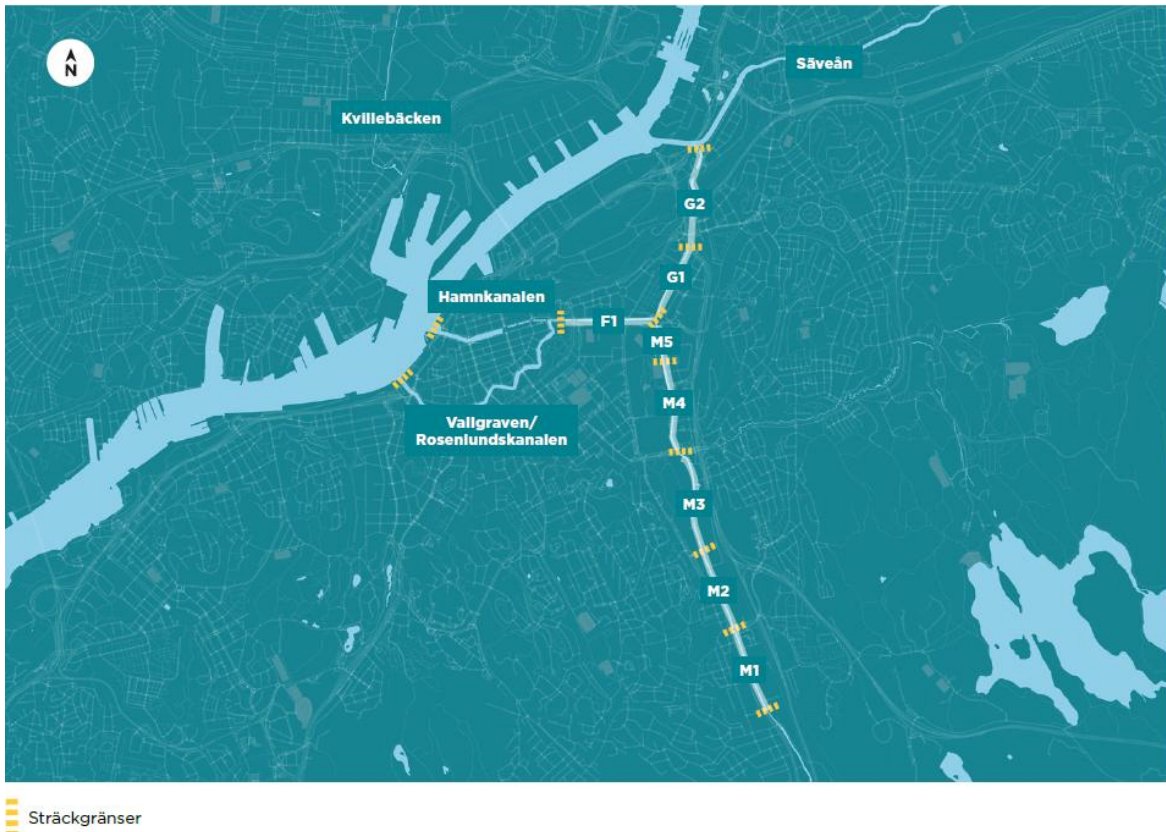 N
Säveån
Kvillebäcken
G2
G1
Hamnkanalen
F1
M5
M4
Vallgraven/
Rosenlundskanalen
M3
M2
M1
Sträckgränser